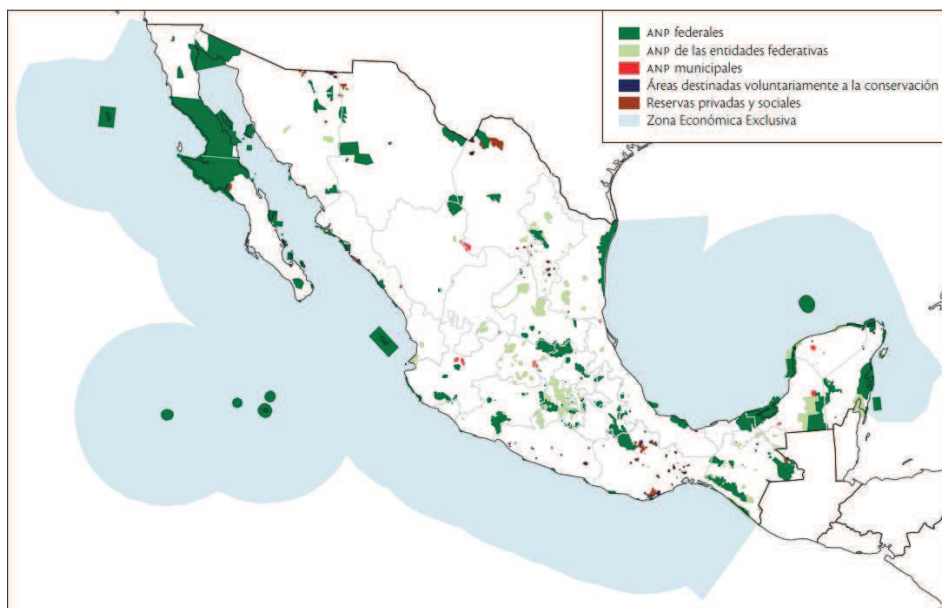 ANP federales
ANP de las entidades federativas
ANP municipales
Áreas destinadas voluntariamente a la conservación
Reservas privadas y sociales
Zona Económica Exclusiva